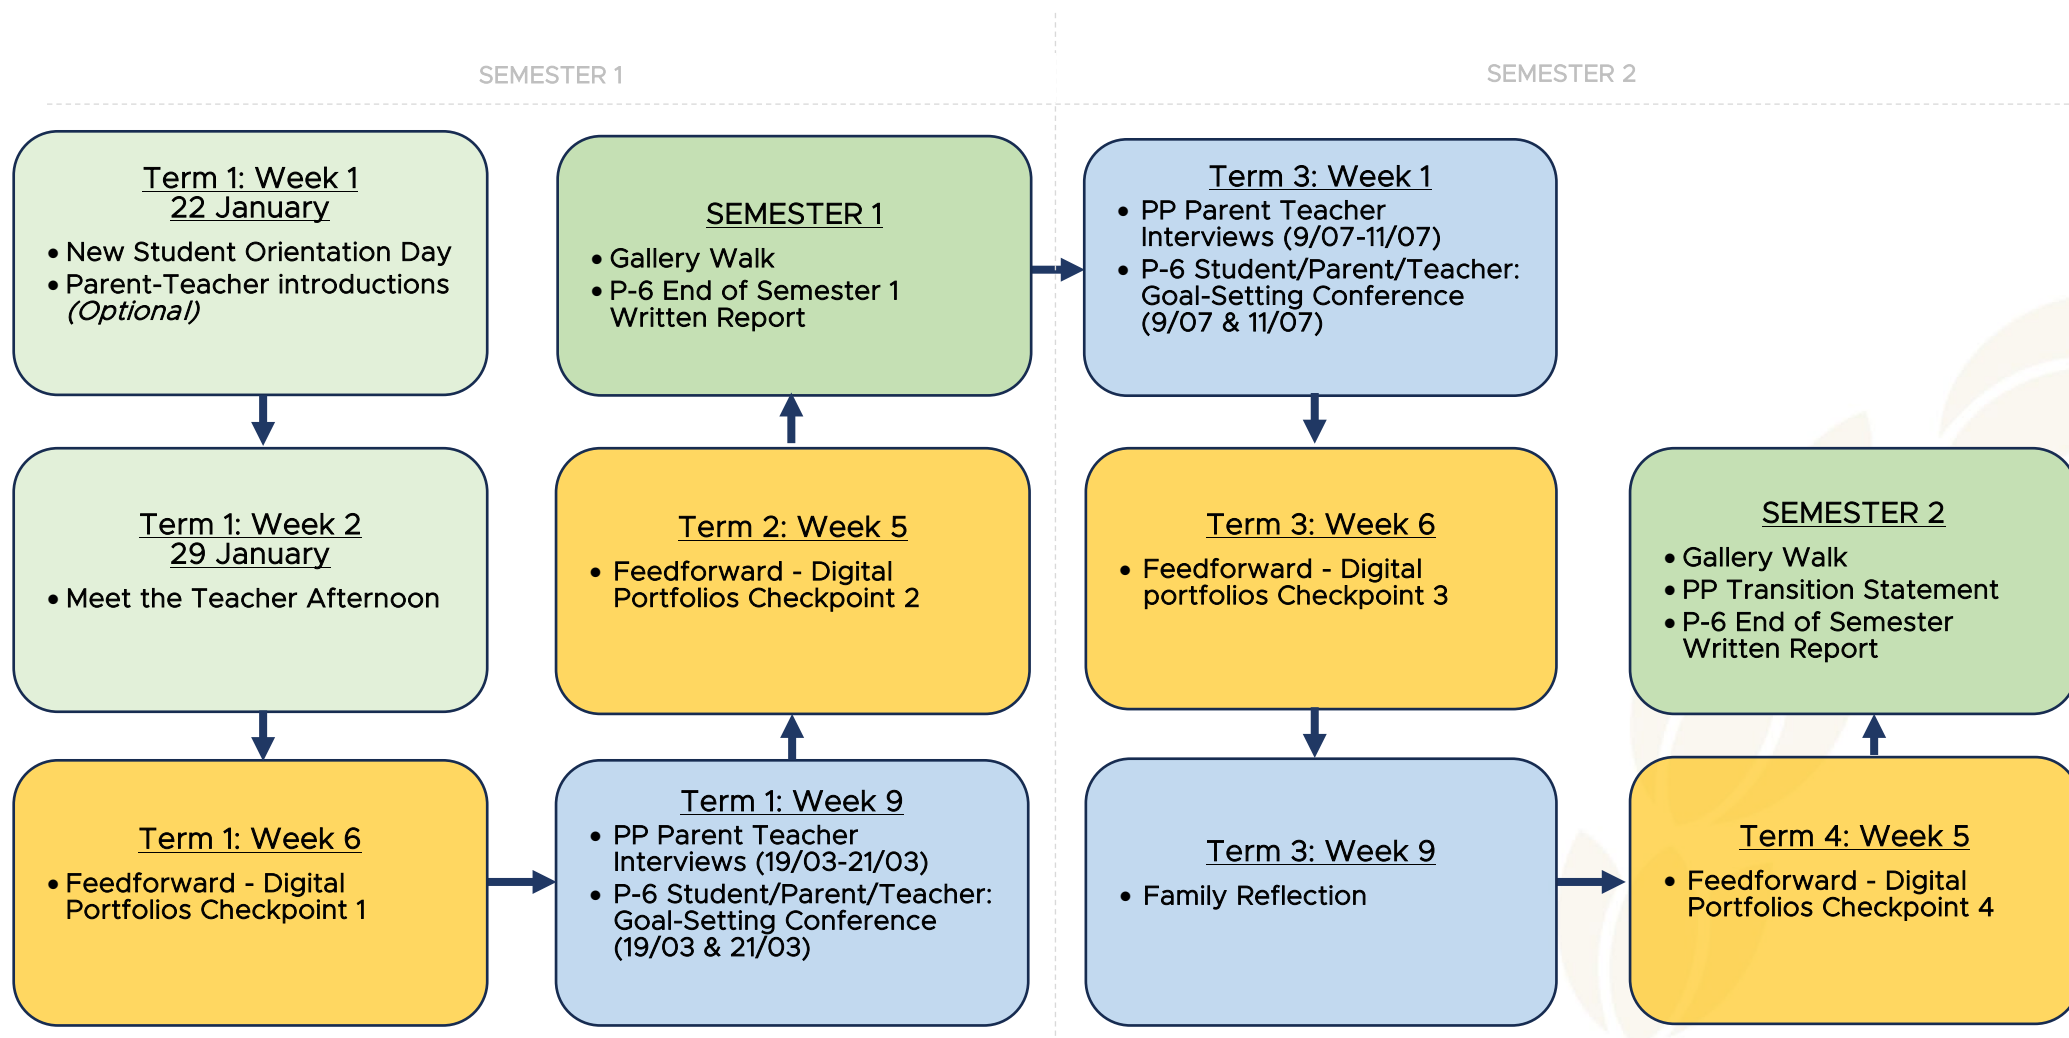 SEMESTER 1
SEMESTER 2
Term 1: Week 1
22 January
• New Student Orientation Day
• Parent-Teacher introductions
(Optional)
Term 1: Week 2
29 January
• Meet the Teacher Afternoon
Term 1: Week 6
• Feedforward - Digital
Portfolios Checkpoint 1
Term 1: Week 9
• PP Parent Teacher
Interviews (19/03-21/03)
• P-6 Student/Parent/Teacher:
Goal-Setting Conference
(19/03 & 21/03)
Term 2: Week 5
• Feedforward - Digital
Portfolios Checkpoint 2
SEMESTER 1
• Gallery Walk
• P-6 End of Semester 1
Written Report
Term 3: Week 1
• PP Parent Teacher
Interviews (9/07-11/07)
• P-6 Student/Parent/Teacher:
Goal-Setting Conference
(9/07 & 11/07)
Term 3: Week 6
• Feedforward - Digital
portfolios Checkpoint 3
Term 3: Week 9
• Family Reflection
Term 4: Week 5
• Feedforward - Digital
Portfolios Checkpoint 4
SEMESTER 2
• Gallery Walk
• PP Transition Statement
• P-6 End of Semester
Written Report